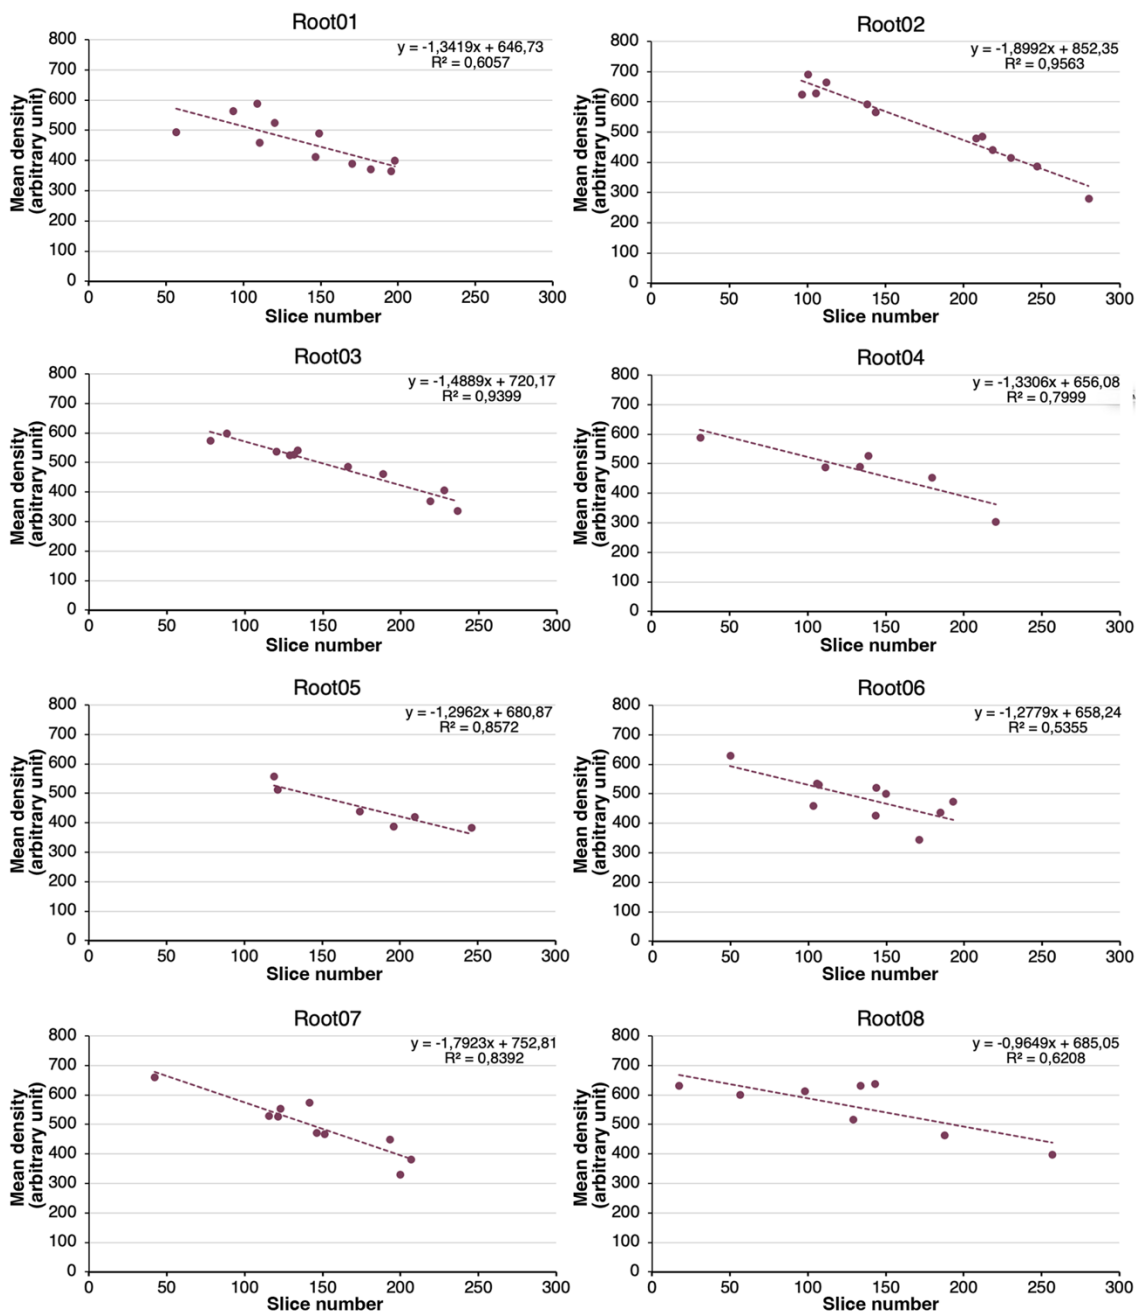 Root01
y = -1,3419x + 646,73
R² = 0,6057
Mean density
(arbitrary unit)
800
700
600
500
400
300
200
100
0
0 50 100 150 200 250 300
Slice number
Root02
y = -1,8992x + 852,35
R² = 0,9563
Mean density
(arbitrary unit)
800
700
600
500
400
300
200
100
0
0 50 100 150 200 250 300
Slice number
Root03
y = -1,4889x + 720,17
R² = 0,9399
Mean density
(arbitrary unit)
800
700
600
500
400
300
200
100
0
0 50 100 150 200 250 300
Slice number
Root04
y = -1,3306x + 656,08
R² = 0,7999
Mean density
(arbitrary unit)
800
700
600
500
400
300
200
100
0
0 50 100 150 200 250 300
Slice number
Root05
y = -1,2962x + 680,87
R² = 0,8572
Mean density
(arbitrary unit)
800
700
600
500
400
300
200
100
0
0 50 100 150 200 250 300
Slice number
Root06
y = -1,2779x + 658,24
R² = 0,5355
Mean density
(arbitrary unit)
800
700
600
500
400
300
200
100
0
0 50 100 150 200 250 300
Slice number
Root07
y = -1,7923x + 752,81
R² = 0,8392
Mean density
(arbitrary unit)
800
700
600
500
400
300
200
100
0
0 50 100 150 200 250 300
Slice number
Root08
y = -0,9649x + 685,05
R² = 0,6208
Mean density
(arbitrary unit)
800
700
600
500
400
300
200
100
0
0 50 100 150 200 250 300
Slice number